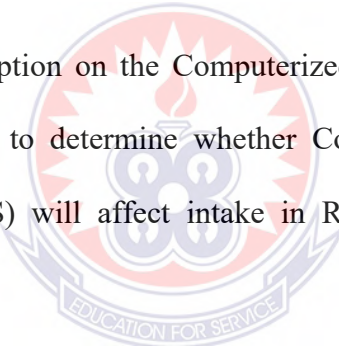 ption on the Computerized
to determine whether Co
S) will affect intake in R
EDUCATION FOR SERVICE